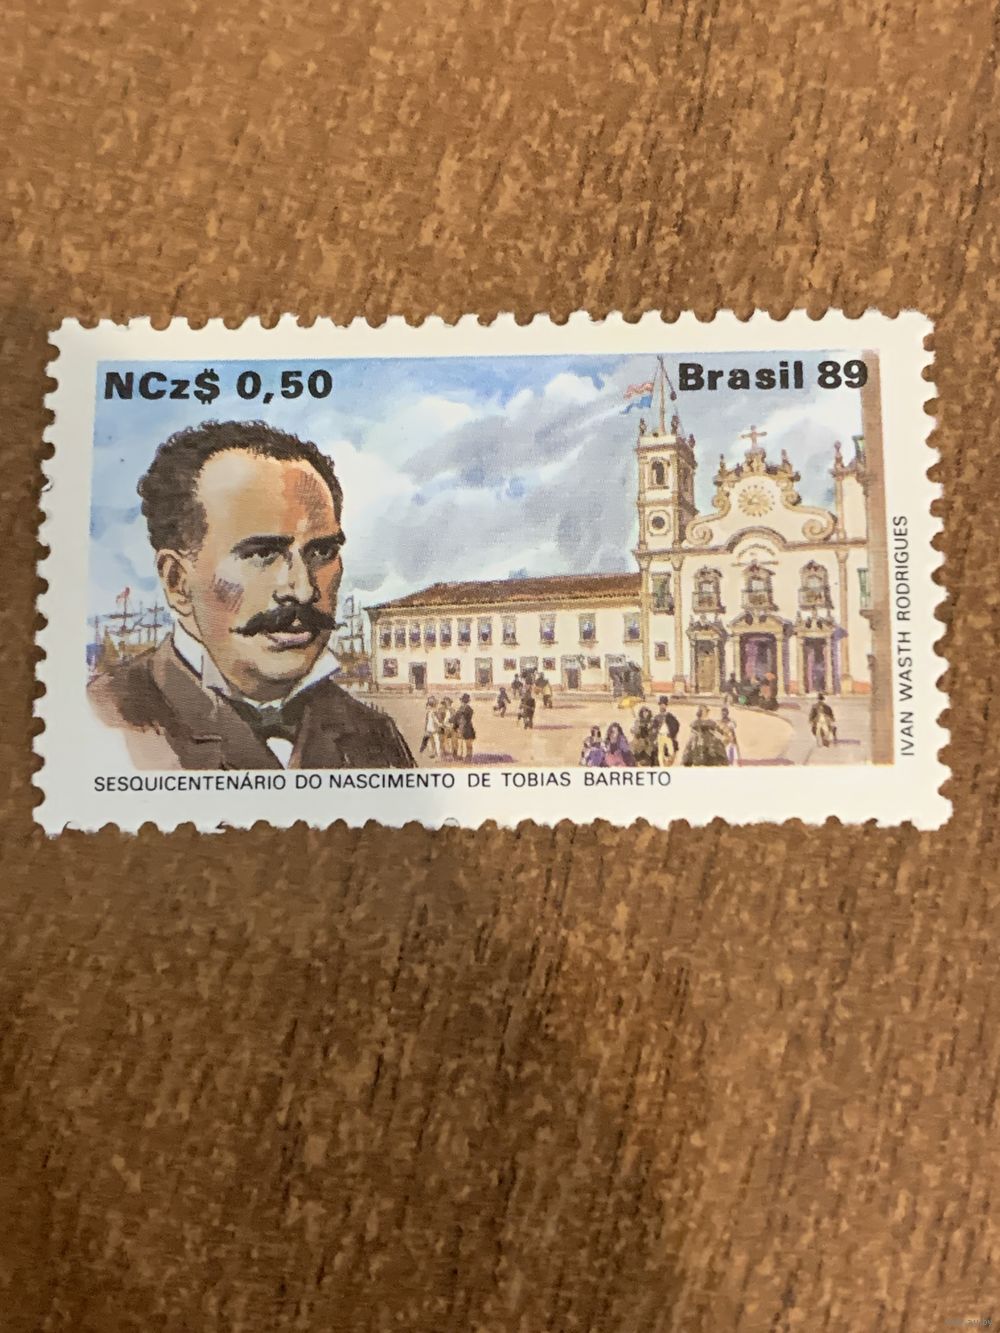 NCz$ 0,50
Brasil 89
IVAN WASTH RODRIGUES
SESQUICENTENÁRIO DO NASCIMENTO DE TOBIAS BARRETO